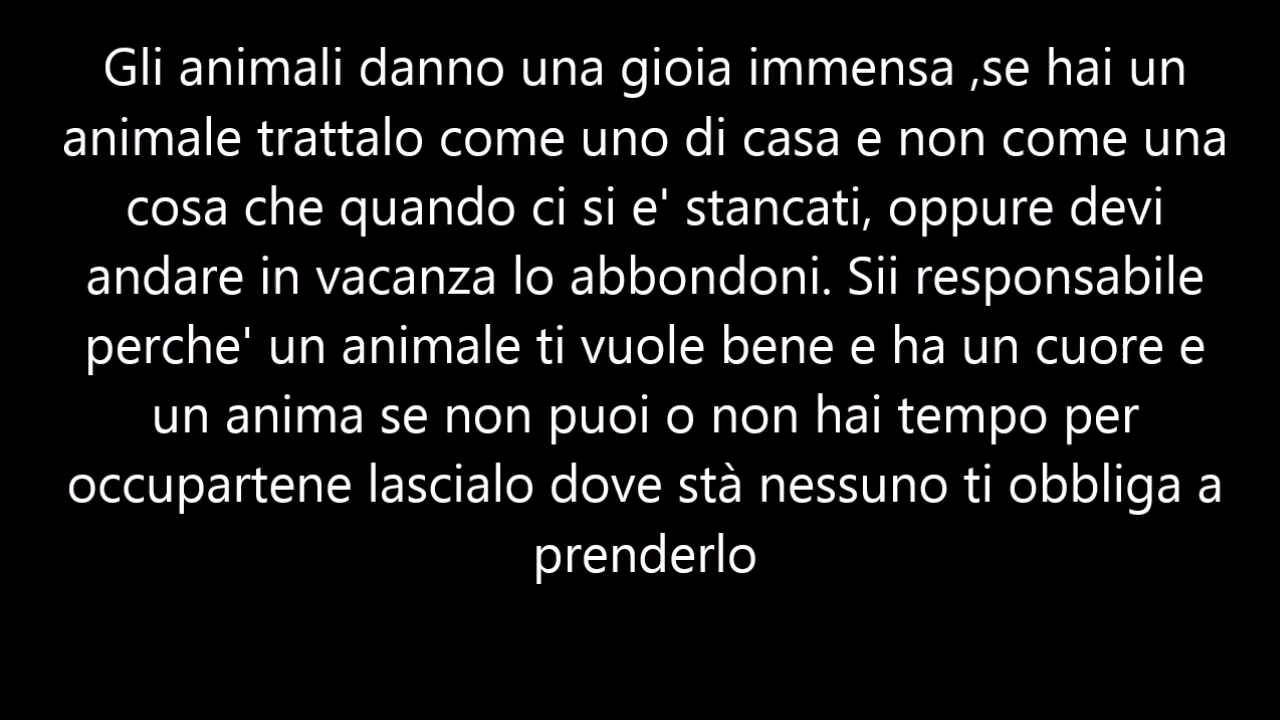 Gli animali danno una gioia immensa ,se hai un
animale trattalo come uno di casa e non come una
cosa che quando ci si e' stancati, oppure devi
andare in vacanza lo abbondoni. Sii responsabile
perche' un animale ti vuole bene e ha un cuore e
un anima se non puoi o non hai tempo per
occupartene lascialo dove stà nessuno ti obbliga a
prenderlo